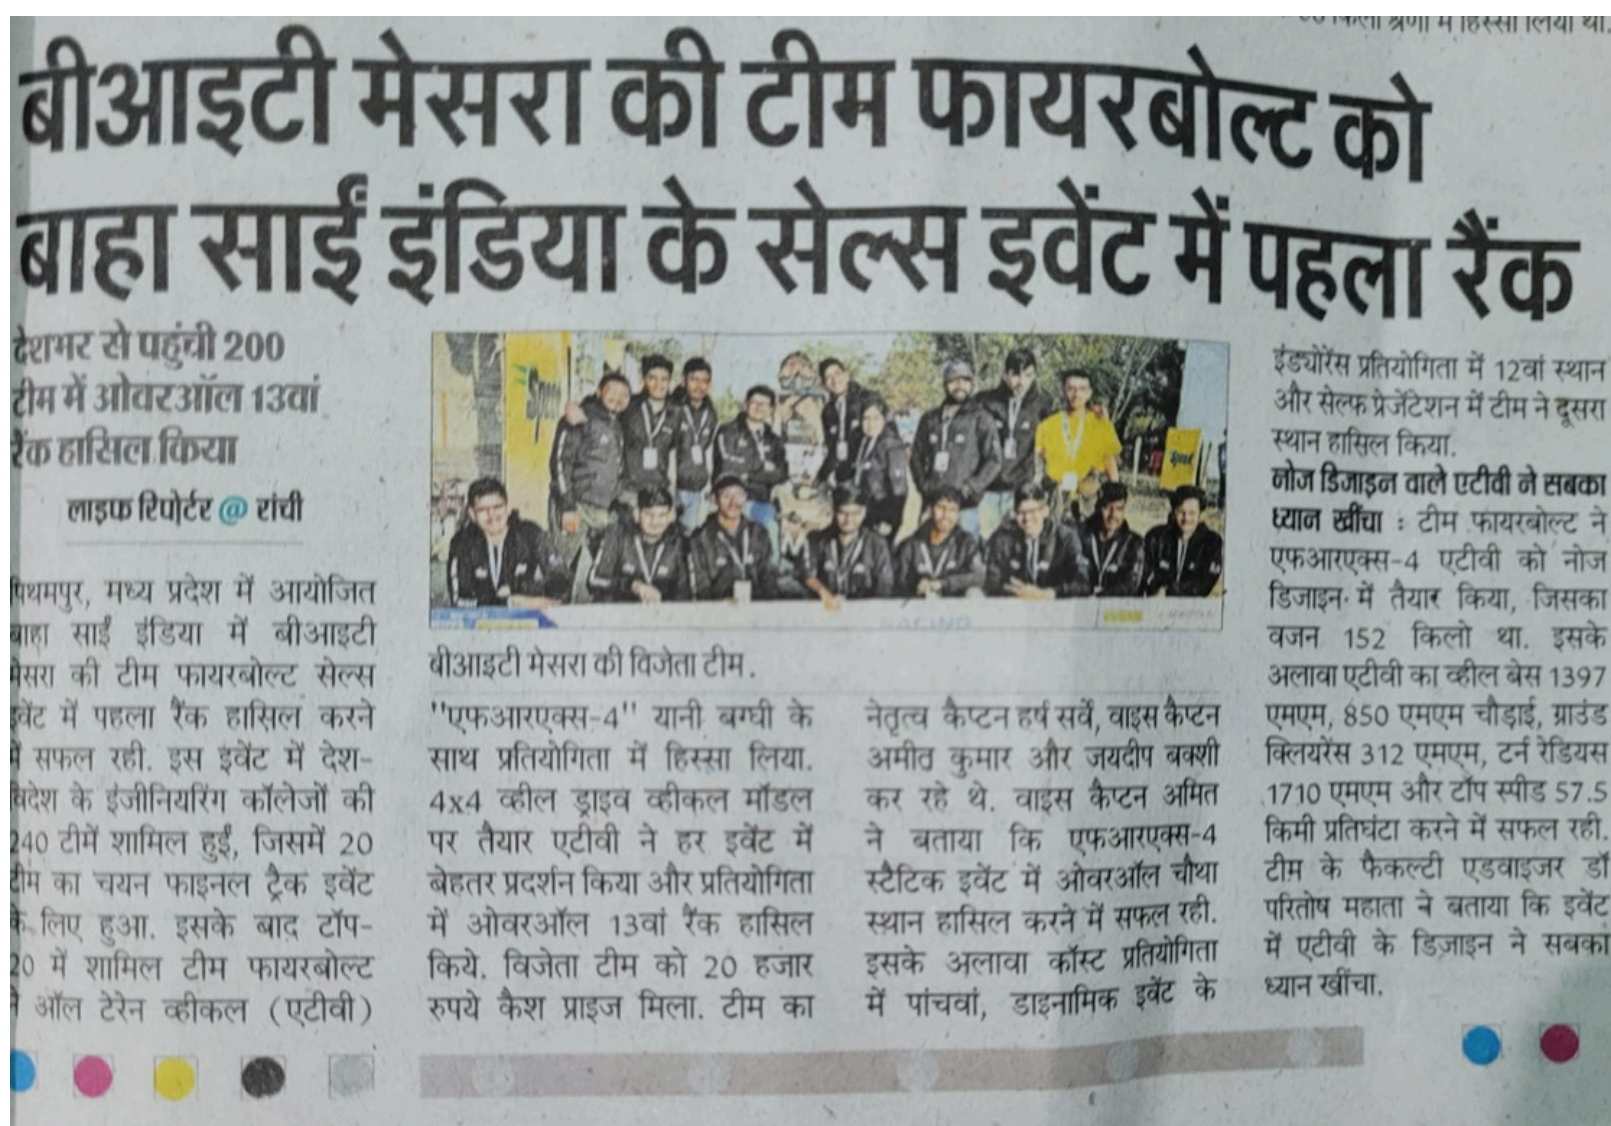 किलो श्रेणी में हिस्सा लिया था.
बीआइटी मेसरा की टीम फायरबोल्ट को
बाहा साईं इंडिया के सेल्स इवेंट में पहला रैंक
देशभर से पहुंची 200
टीम में ओवरऑल 13वां
रैंक हासिल किया
लाइफ रिपोर्टर @ रांची
पिथमपुर, मध्य प्रदेश में आयोजित
बाहा साईं इंडिया में बीआइटी
मेसरा की टीम फायरबोल्ट सेल्स
इवेंट में पहला रैंक हासिल करने
में सफल रही. इस इवेंट में देश-
विदेश के इंजीनियरिंग कॉलेजों की
240 टीमें शामिल हुईं, जिसमें 20
टीम का चयन फाइनल ट्रैक इवेंट
के लिए हुआ. इसके बाद टॉप-
20 में शामिल टीम फायरबोल्ट
ने ऑल टेरेन व्हीकल (एटीवी)
Speed
Speed
बीआइटी मेसरा की विजेता टीम.
"एफआरएक्स-4" यानी बग्घी के
साथ प्रतियोगिता में हिस्सा लिया.
4x4 व्हील ड्राइव व्हीकल मॉडल
पर तैयार एटीवी ने हर इवेंट में
बेहतर प्रदर्शन किया और प्रतियोगिता
में ओवरऑल 13वां रैंक हासिल
किये. विजेता टीम को 20 हजार
रुपये कैश प्राइज मिला. टीम का
नेतृत्व कैप्टन हर्ष सर्वे, वाइस कैप्टन
अमीत कुमार और जयदीप बक्शी
कर रहे थे. वाइस कैप्टन अमित
ने बताया कि एफआरएक्स-4
स्टैटिक इवेंट में ओवरऑल चौथा
स्थान हासिल करने में सफल रही.
इसके अलावा कॉस्ट प्रतियोगिता
में पांचवां, डाइनामिक इवेंट के
इंड्योरेंस प्रतियोगिता में 12वां स्थान
और सेल्फ प्रेजेंटेशन में टीम ने दूसरा
स्थान हासिल किया.
नोज डिजाइन वाले एटीवी ने सबका
ध्यान खींचा : टीम फायरबोल्ट ने
एफआरएक्स-4 एटीवी को नोज
डिजाइन में तैयार किया, जिसका
वजन 152 किलो था. इसके
अलावा एटीवी का व्हील बेस 1397
एमएम, 850 एमएम चौड़ाई, ग्राउंड
क्लियरेंस 312 एमएम, टर्न रेडियस
1710 एमएम और टॉप स्पीड 57.5
किमी प्रतिघंटा करने में सफल रही.
टीम के फैकल्टी एडवाइजर डॉ
परितोष महाता ने बताया कि इवेंट
में एटीवी के डिज़ाइन ने सबका
ध्यान खींचा.